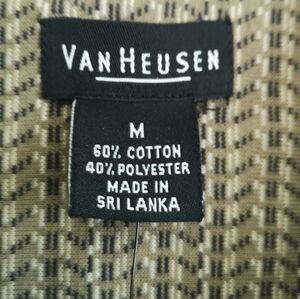 VAN HEUSEN
M
60% COTTON
40% POLYESTER
MADE IN
SRI LANKA